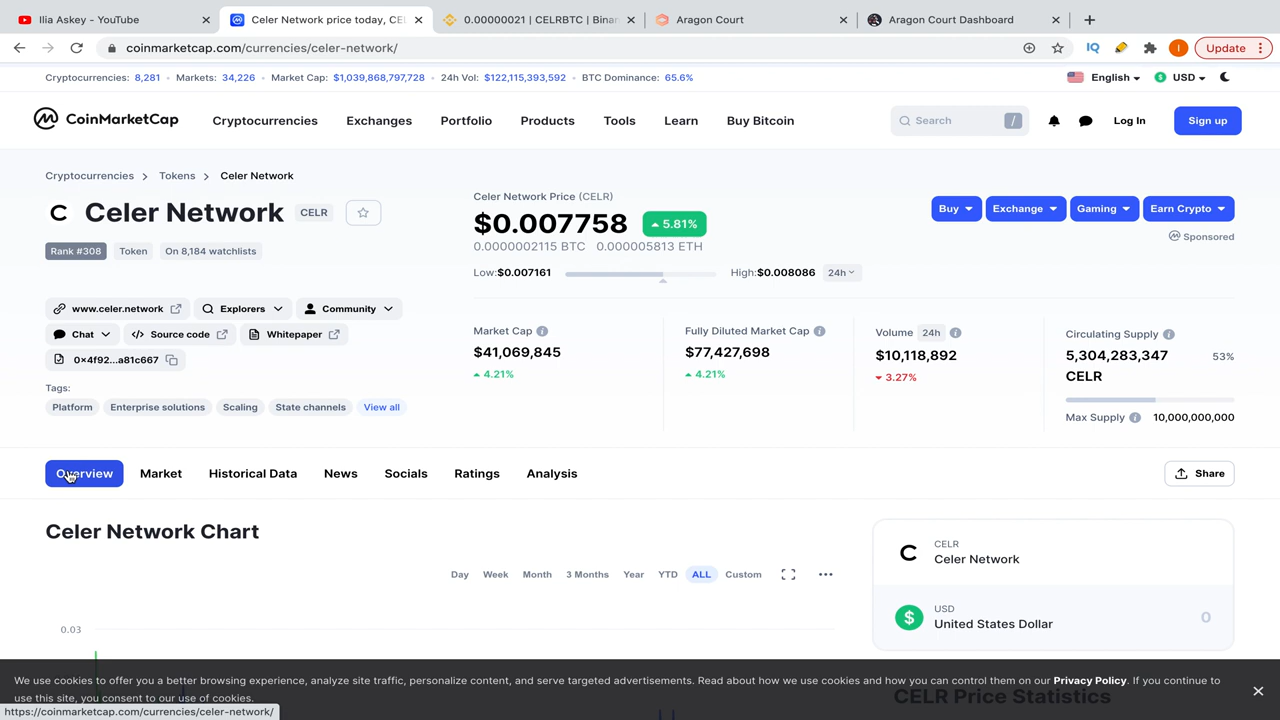 Ilia Askey - YouTube
Celer Network price today, CE
0.00000021 | CELRBTC | Binan
Aragon Court
Aragon Court Dashboard
coinmarketcap.com/currencies/celer-network/
IQ
I
Update
Cryptocurrencies: 8,281 • Markets: 34,226 • Market Cap: $1,039,868,797,728 • 24h Vol: $122,115,393,592 • BTC Dominance: 65.6%
English
USD
CoinMarketCap
Cryptocurrencies
Exchanges
Portfolio
Products
Tools
Learn
Buy Bitcoin
Search
/
Log In
Sign up
Cryptocurrencies > Tokens > Celer Network
Celer Network
CELR
Rank #308
Token
On 8,184 watchlists
Celer Network Price (CELR)
$0.007758
5.81%
0.0000002115 BTC 0.000005813 ETH
Low:$0.007161
High:$0.008086
24h
Buy
Exchange
Gaming
Earn Crypto
Sponsored
www.celer.network
Explorers
Community
Chat
Source code
Whitepaper
0×4f92...a81c667
Tags:
Platform
Enterprise solutions
Scaling
State channels
View all
Market Cap
$41,069,845
4.21%
Fully Diluted Market Cap
$77,427,698
4.21%
Volume 24h
$10,118,892
3.27%
Circulating Supply
5,304,283,347
CELR
53%
Max Supply
10,000,000,000
Overview
Market
Historical Data
News
Socials
Ratings
Analysis
Share
Celer Network Chart
Day
Week
Month
3 Months
Year
YTD
ALL
Custom
0.03
CELR
Celer Network
USD
United States Dollar
0
CELR Price Statistics
We use cookies to offer you a better browsing experience, analyze site traffic, personalize content, and serve targeted advertisements. Read about how we use cookies and how you can control them on our Privacy Policy. If you continue to
use this site, you consent to our use of cookies.
https://coinmarketcap.com/currencies/celer-network/